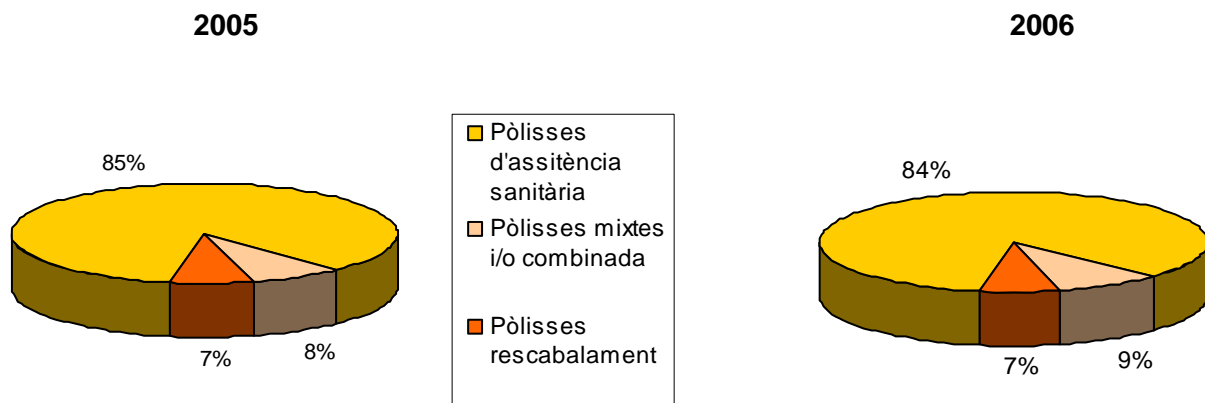 2005
2006
85%
7%
8%
Pòlisses
d'assitència
sanitària
Pòlisses mixtes
i/o combinada
Pòlisses
rescabalament
84%
7%
9%